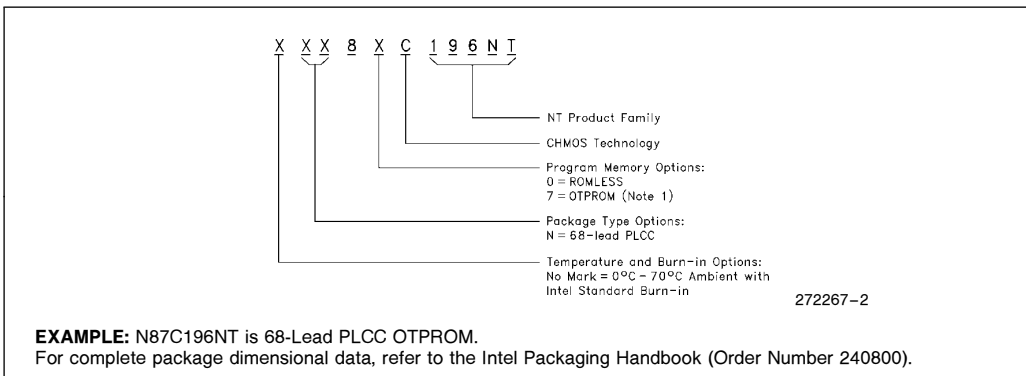 X XX 8 X C 196NT
NT Product Family
CHMOS Technology
Program Memory Options:
0 = ROMLESS
7 = OTPROM (Note 1)
Package Type Options:
N = 68-lead PLCC
Temperature and Burn-in Options:
No Mark = 0°C - 70°C Ambient with
Intel Standard Burn-in
272267–2
EXAMPLE: N87C196NT is 68-Lead PLCC OTPROM.
For complete package dimensional data, refer to the Intel Packaging Handbook (Order Number 240800).